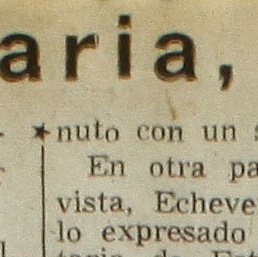 aria,
nuto con un
En otra pa
vista, Echeve
lo expresado